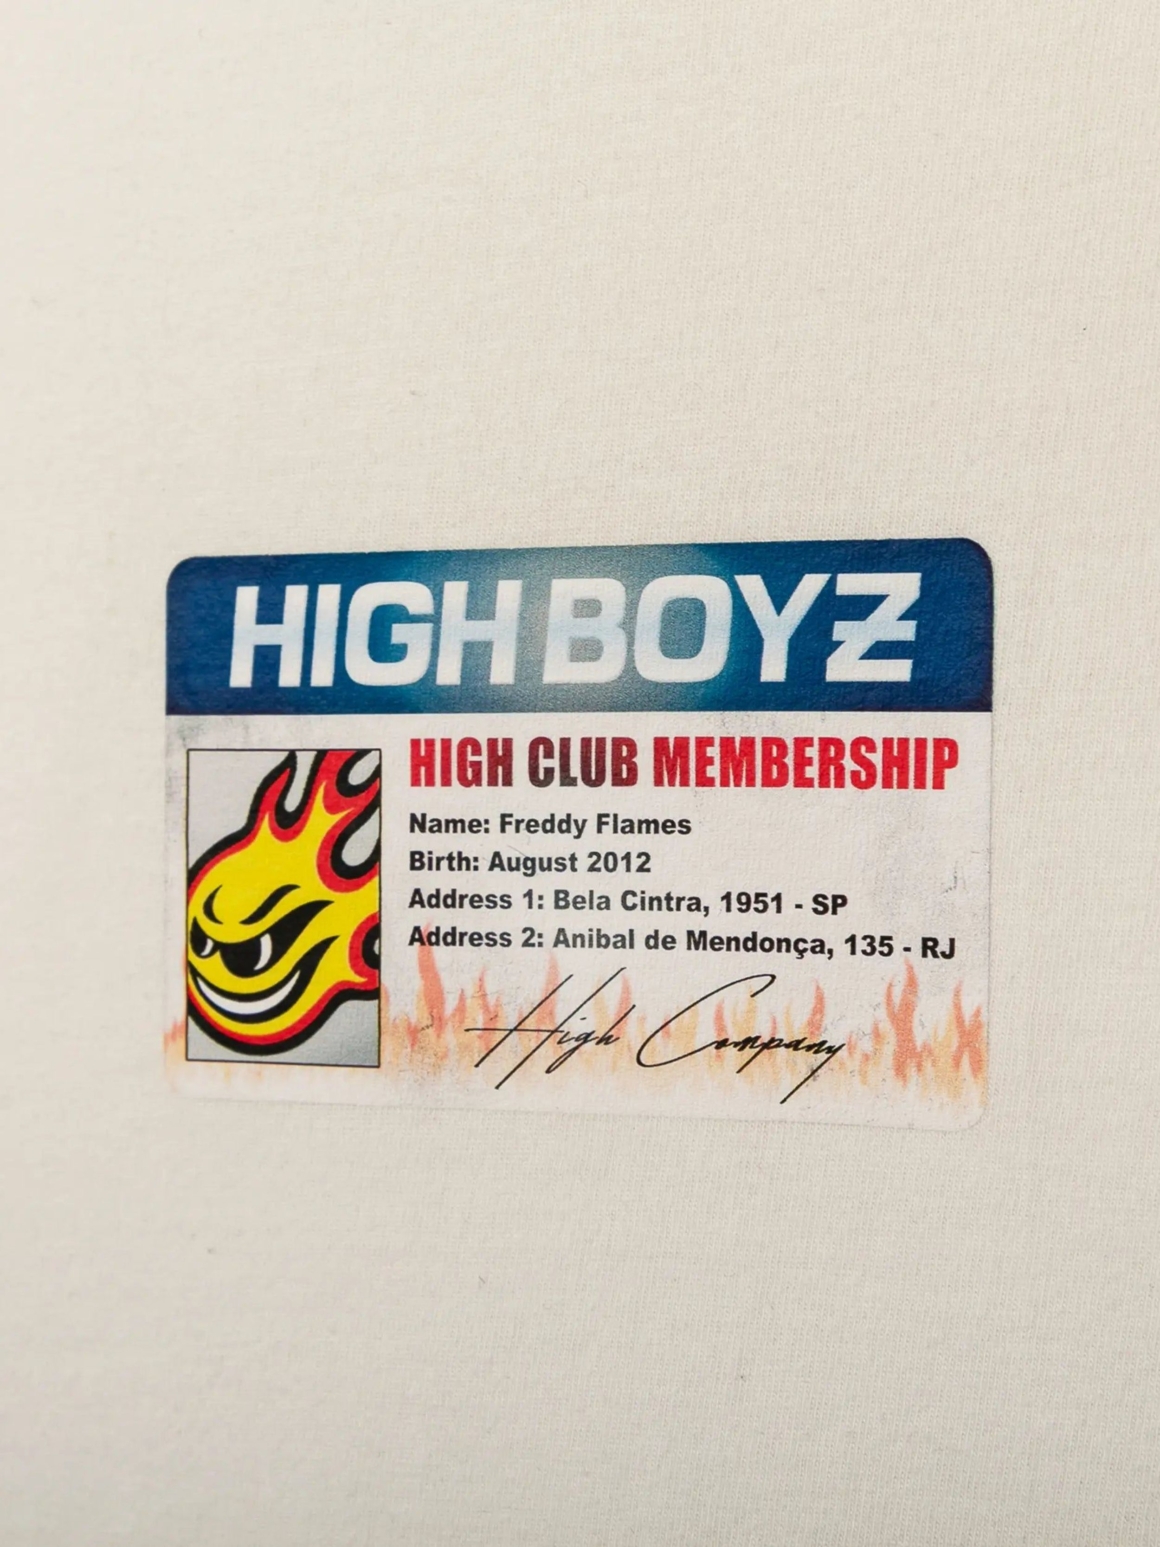 HIGH BOYZ
HIGH CLUB MEMBERSHIP
Name: Freddy Flames
Birth: August 2012
Address 1: Bela Cintra, 1951 - SP
Address 2: Anibal de Mendonça, 135 - RJ
High Company